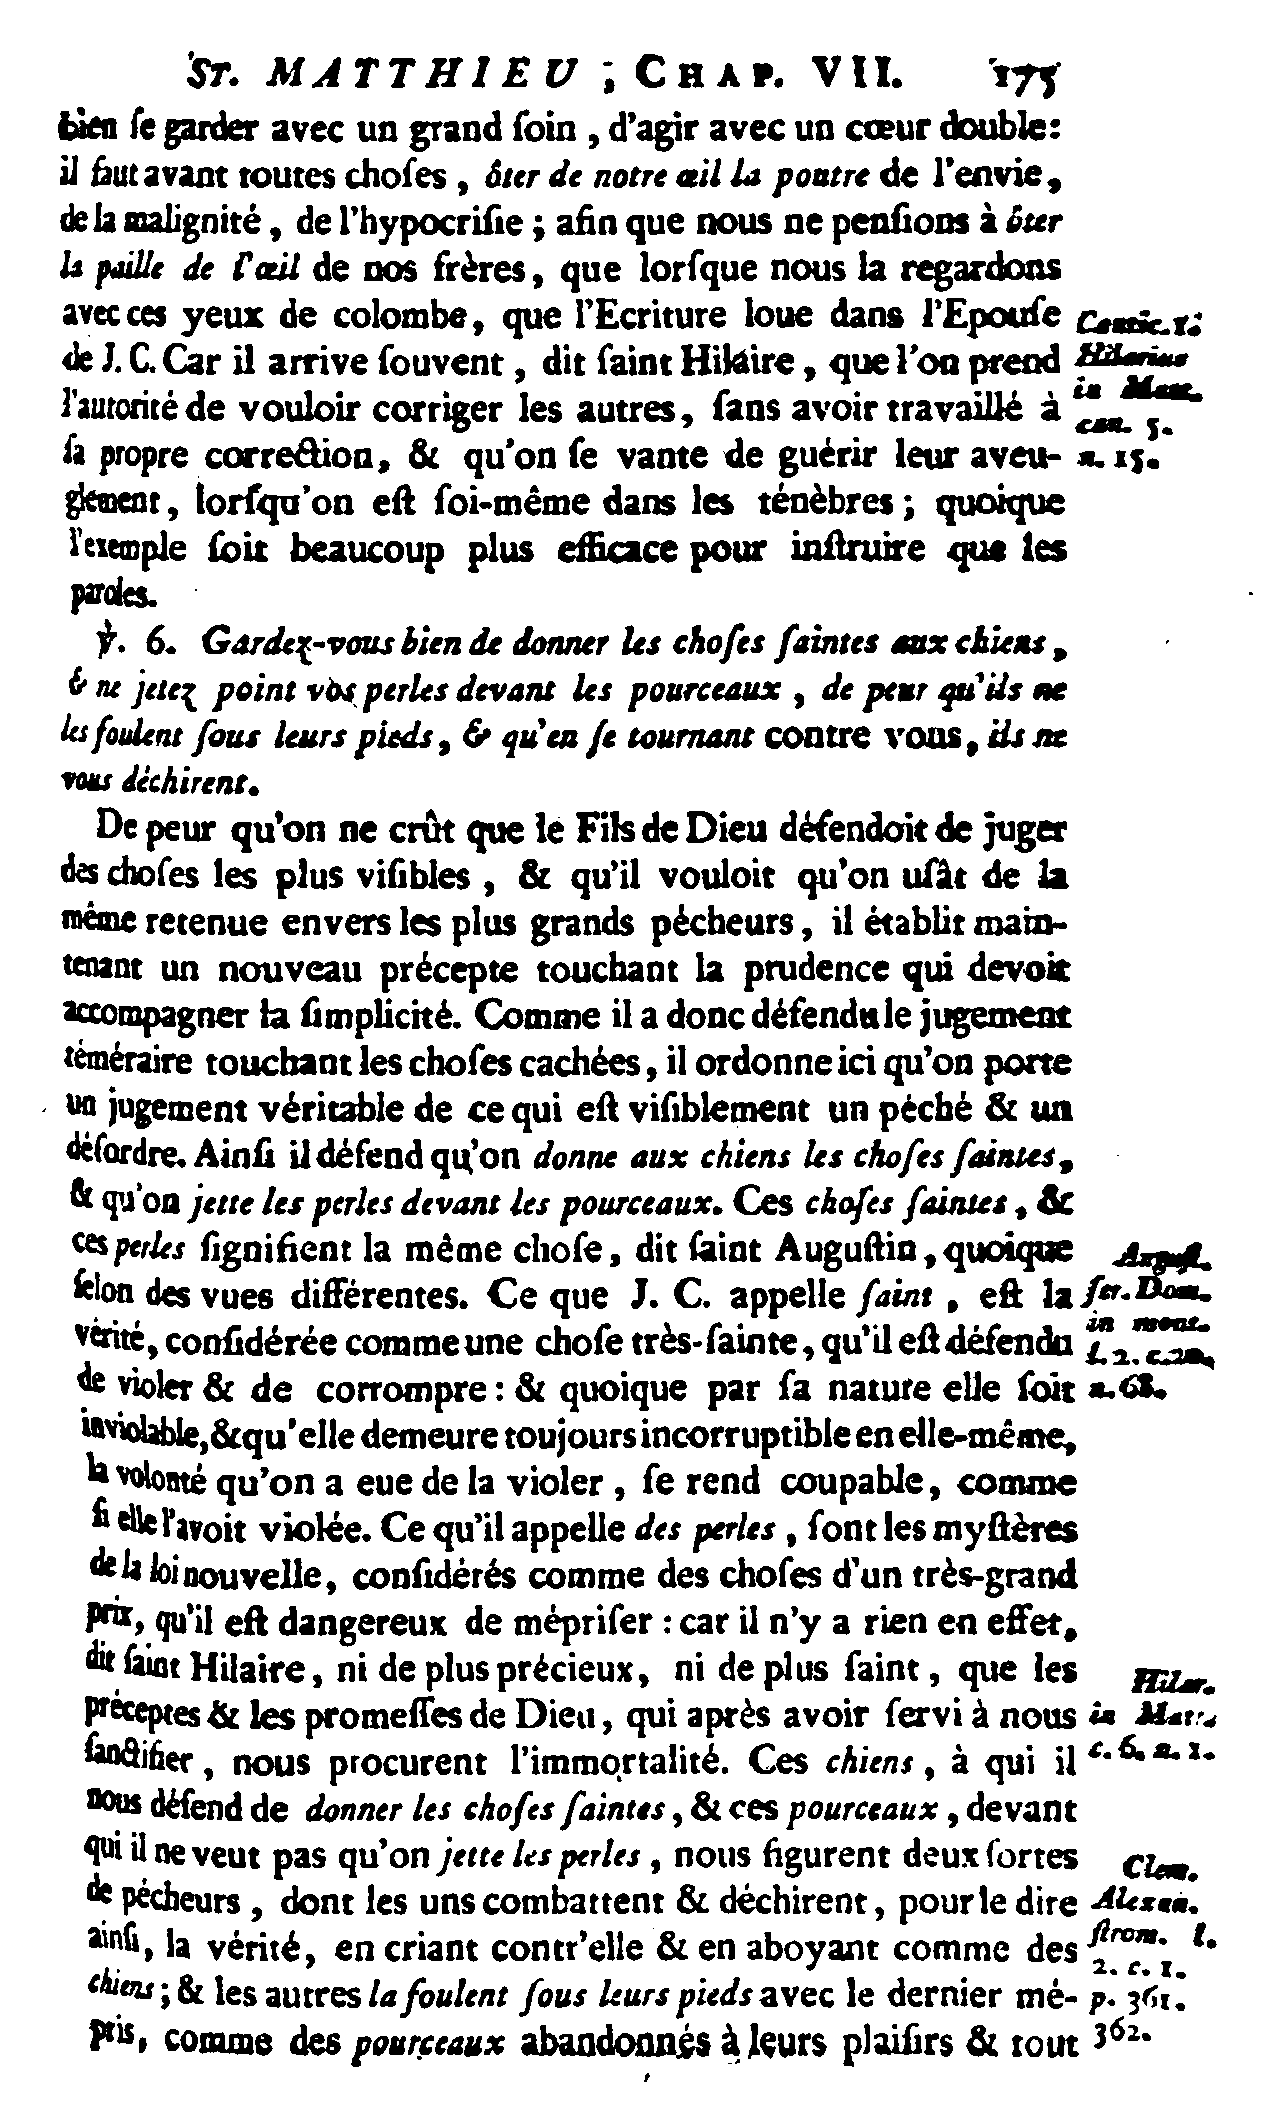 St. MATTHIEU ; CHAP. VII. 175
bien ſe garder avec un grand ſoin , d'agir avec un cœur double:
il faut avant toutes choſes , ôter de notre œil la poutre de l'envie,
de la malignité , de l'hypocriſie ; afin que nous ne penſions à ôter
la paille de l'œil de nos frères, que lorſque nous la regardons
avec ces yeux de colombe, que l'Ecriture loue dans l'Epouſe
Cantic. 1.
de J. C. Car il arrive ſouvent , dit ſaint Hilaire , que l'on prend
Hilarius
l'autorité de vouloir corriger les autres, ſans avoir travaillé à
in Matt.
can. 5.
ſa propre correction, & qu'on ſe vante de guérir leur aveu-
n. 15.
glement , lorſqu'on eſt ſoi-même dans les ténèbres ; quoique
l'exemple ſoit beaucoup plus efficace pour inſtruire que les
paroles.
℣. 6. Gardez-vous bien de donner les choſes ſaintes aux chiens ,
& ne jetez point vos perles devant les pourceaux , de peur qu'ils ne
les foulent ſous leurs pieds , & qu'en ſe tournant contre vous , ils ne
vous déchirent.
De peur qu'on ne crût que le Fils de Dieu défendoit de juger
des choſes les plus viſibles , & qu'il vouloit qu'on uſât de la
même retenue envers les plus grands pécheurs , il établit main-
tenant un nouveau précepte touchant la prudence qui devoit
accompagner la ſimplicité. Comme il a donc défendu le jugement
téméraire touchant les choſes cachées , il ordonne ici qu'on porte
un jugement véritable de ce qui eſt viſiblement un péché & un
déſordre. Ainſi il défend qu'on donne aux chiens les choſes ſaintes ,
& qu'on jette les perles devant les pourceaux. Ces choſes ſaintes , &
ces perles ſignifient la même choſe , dit ſaint Auguſtin , quoique
Auguſt.
ſelon des vues différentes. Ce que J. C. appelle ſaint , eſt la
ſer. Dom.
vérité, conſidérée comme une choſe très-ſainte , qu'il eſt défendu
in mont.
l. 2. c. 20.
de violer & de corrompre : & quoique par ſa nature elle ſoit
n. 68.
inviolable, & qu'elle demeure toujours incorruptible en elle-même,
la volonté qu'on a eue de la violer , ſe rend coupable, comme
ſi elle l'avoit violée. Ce qu'il appelle des perles , ſont les myſtères
de la loi nouvelle, conſidérés comme des choſes d'un très-grand
prix, qu'il eſt dangereux de mépriſer : car il n'y a rien en effet,
dit ſaint Hilaire, ni de plus précieux, ni de plus ſaint , que les
Hilar.
préceptes & les promeſſes de Dieu, qui après avoir ſervi à nous
in Matt.
ſanctifier , nous procurent l'immortalité. Ces chiens , à qui il
c. 6. n. 1.
nous défend de donner les choſes ſaintes , & ces pourceaux , devant
qui il ne veut pas qu'on jette les perles , nous figurent deux ſortes
Clem.
de pécheurs , dont les uns combattent & déchirent, pour le dire
Alexan.
ainſi, la vérité, en criant contr'elle & en aboyant comme des
ſtrom. l.
2. c. 1.
chiens ; & les autres la foulent ſous leurs pieds avec le dernier mé-
p. 361.
pris, comme des pourceaux abandonnés à leurs plaiſirs & tout
362.